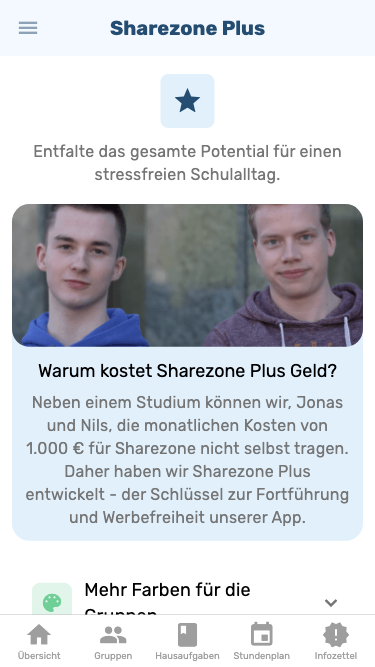 Sharezone Plus
Entfalte das gesamte Potential für einen
stressfreien Schulalltag.
Warum kostet Sharezone Plus Geld?
Neben einem Studium können wir, Jonas
und Nils, die monatlichen Kosten von
1.000 € für Sharezone nicht selbst tragen.
Daher haben wir Sharezone Plus
entwickelt - der Schlüssel zur Fortführung
und Werbefreiheit unserer App.
Mehr Farben für die
Gruppen
Übersicht
Gruppen
Hausaufgaben
Stundenplan
Infozettel